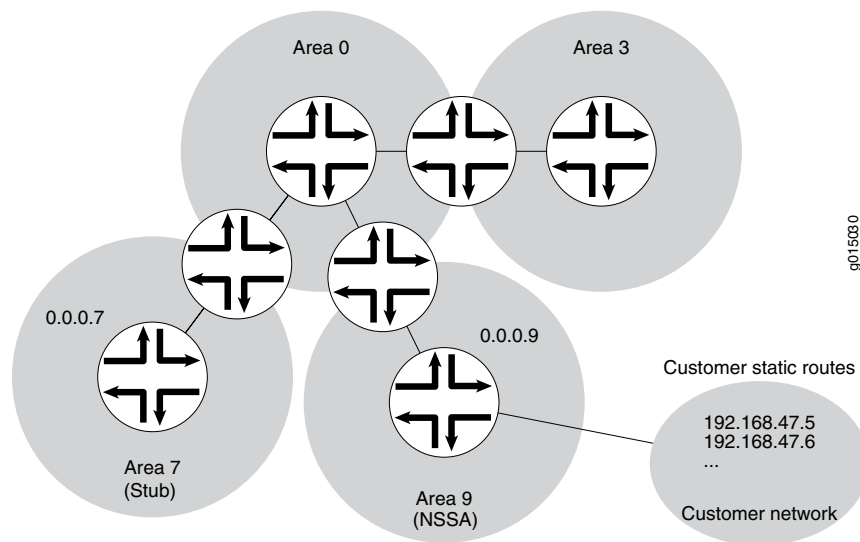 Area 0
Area 3
g015030
0.0.0.7
0.0.0.9
Customer static routes
192.168.47.5
192.168.47.6
...
Area 7
(Stub)
Area 9
(NSSA)
Customer network